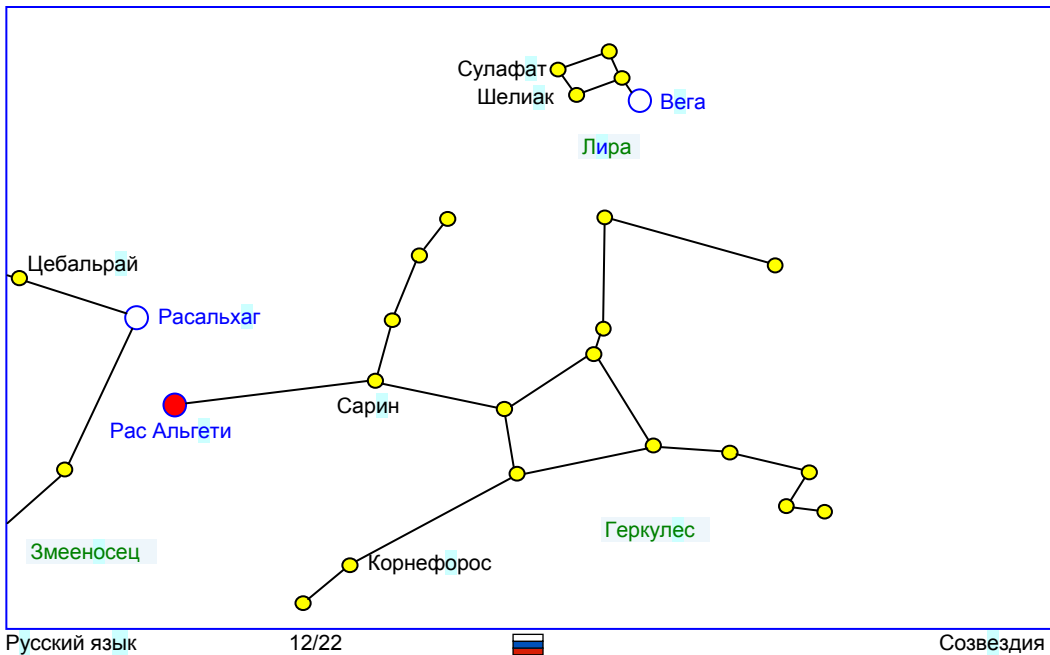 Сулафат
Шелиак
Вега
Лира
Цебальрай
Расальхаг
Сарин
Рас Альгети
Геркулес
Змееносец
Корнефорос
Русский язык 12/22 Созвездия